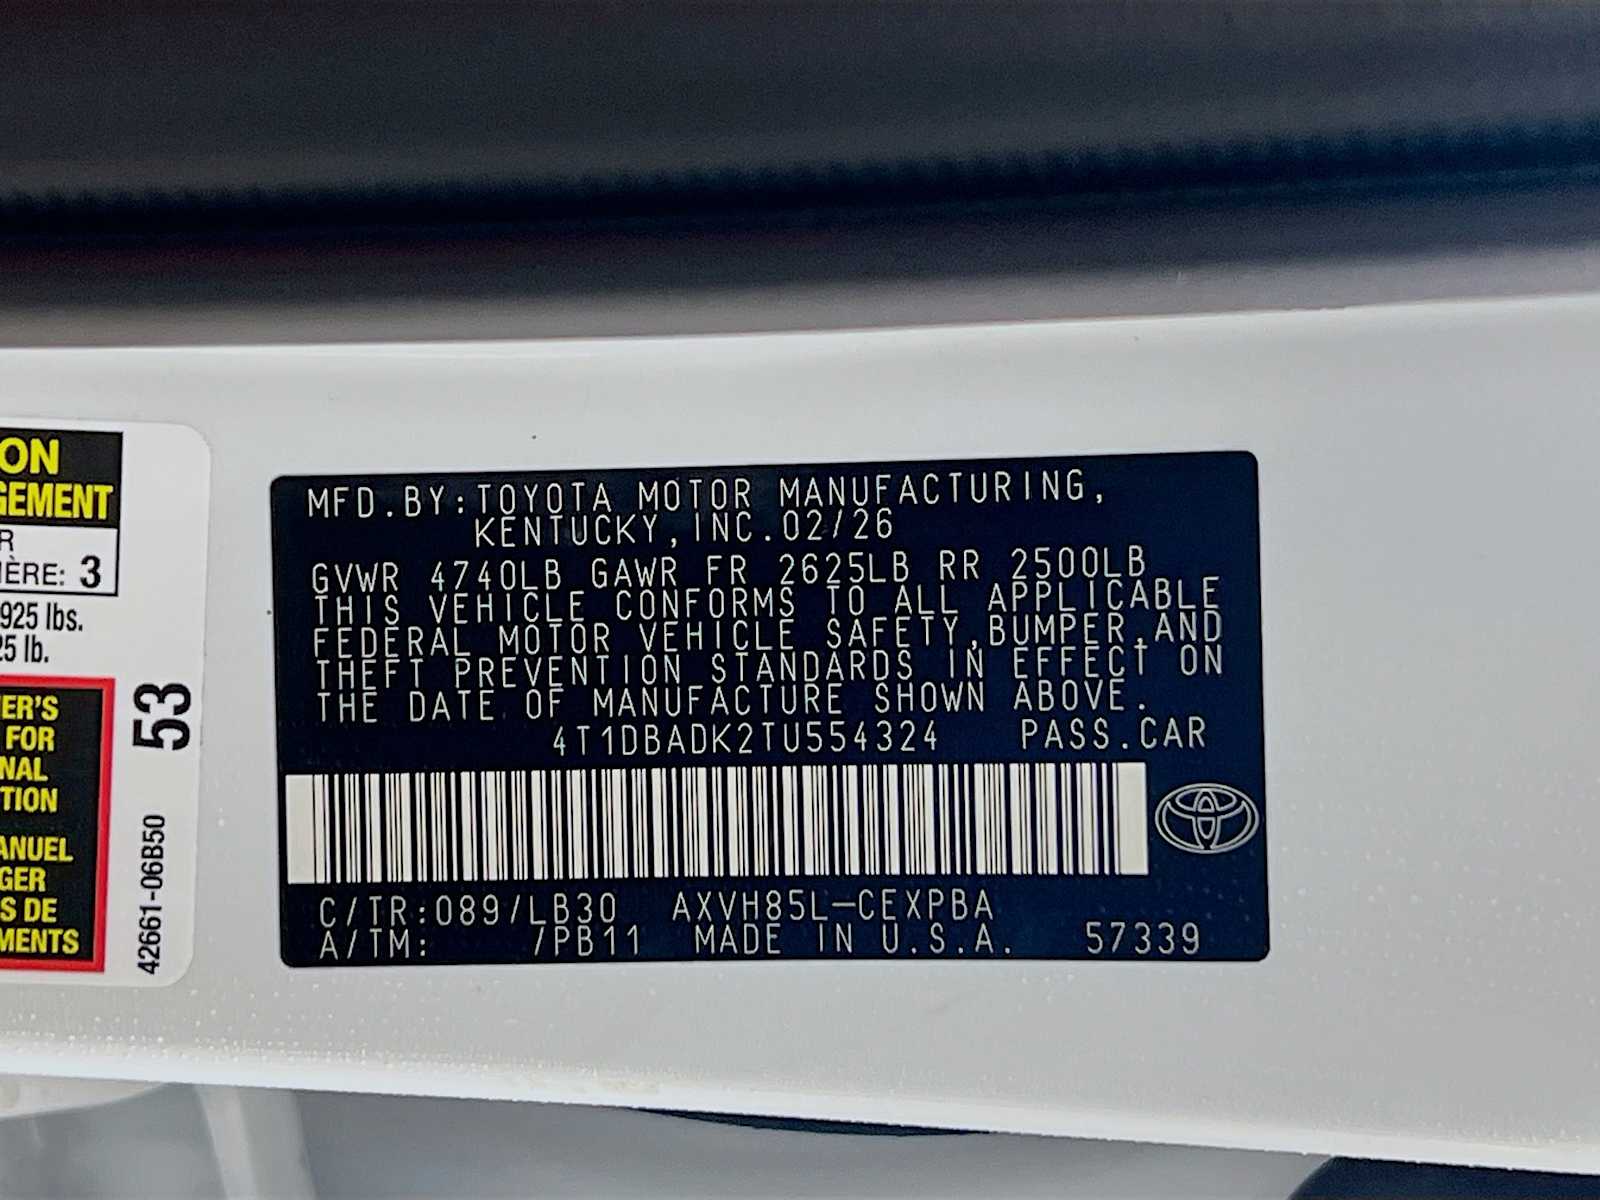 ON
GEMENT
R
IÈRE: 3
925 lbs.
25 lb.
ER'S
FOR
NAL
TION
ANUEL
GER
S DE
MENTS
53
42661-06B50
MFD.BY:TOYOTA MOTOR MANUFACTURING,
KENTUCKY,INC.02/26
GVWR 4740LB GAWR FR 2625LB RR 2500LB
THIS VEHICLE CONFORMS TO ALL APPLICABLE
FEDERAL MOTOR VEHICLE SAFETY,BUMPER,AND
THEFT PREVENTION STANDARDS IN EFFECT ON
THE DATE OF MANUFACTURE SHOWN ABOVE.
4T1DBADK2TU554324 PASS.CAR
C/TR:089/LB30 AXVH85L-CEXPBA
A/TM: /PB11 MADE IN U.S.A. 57339